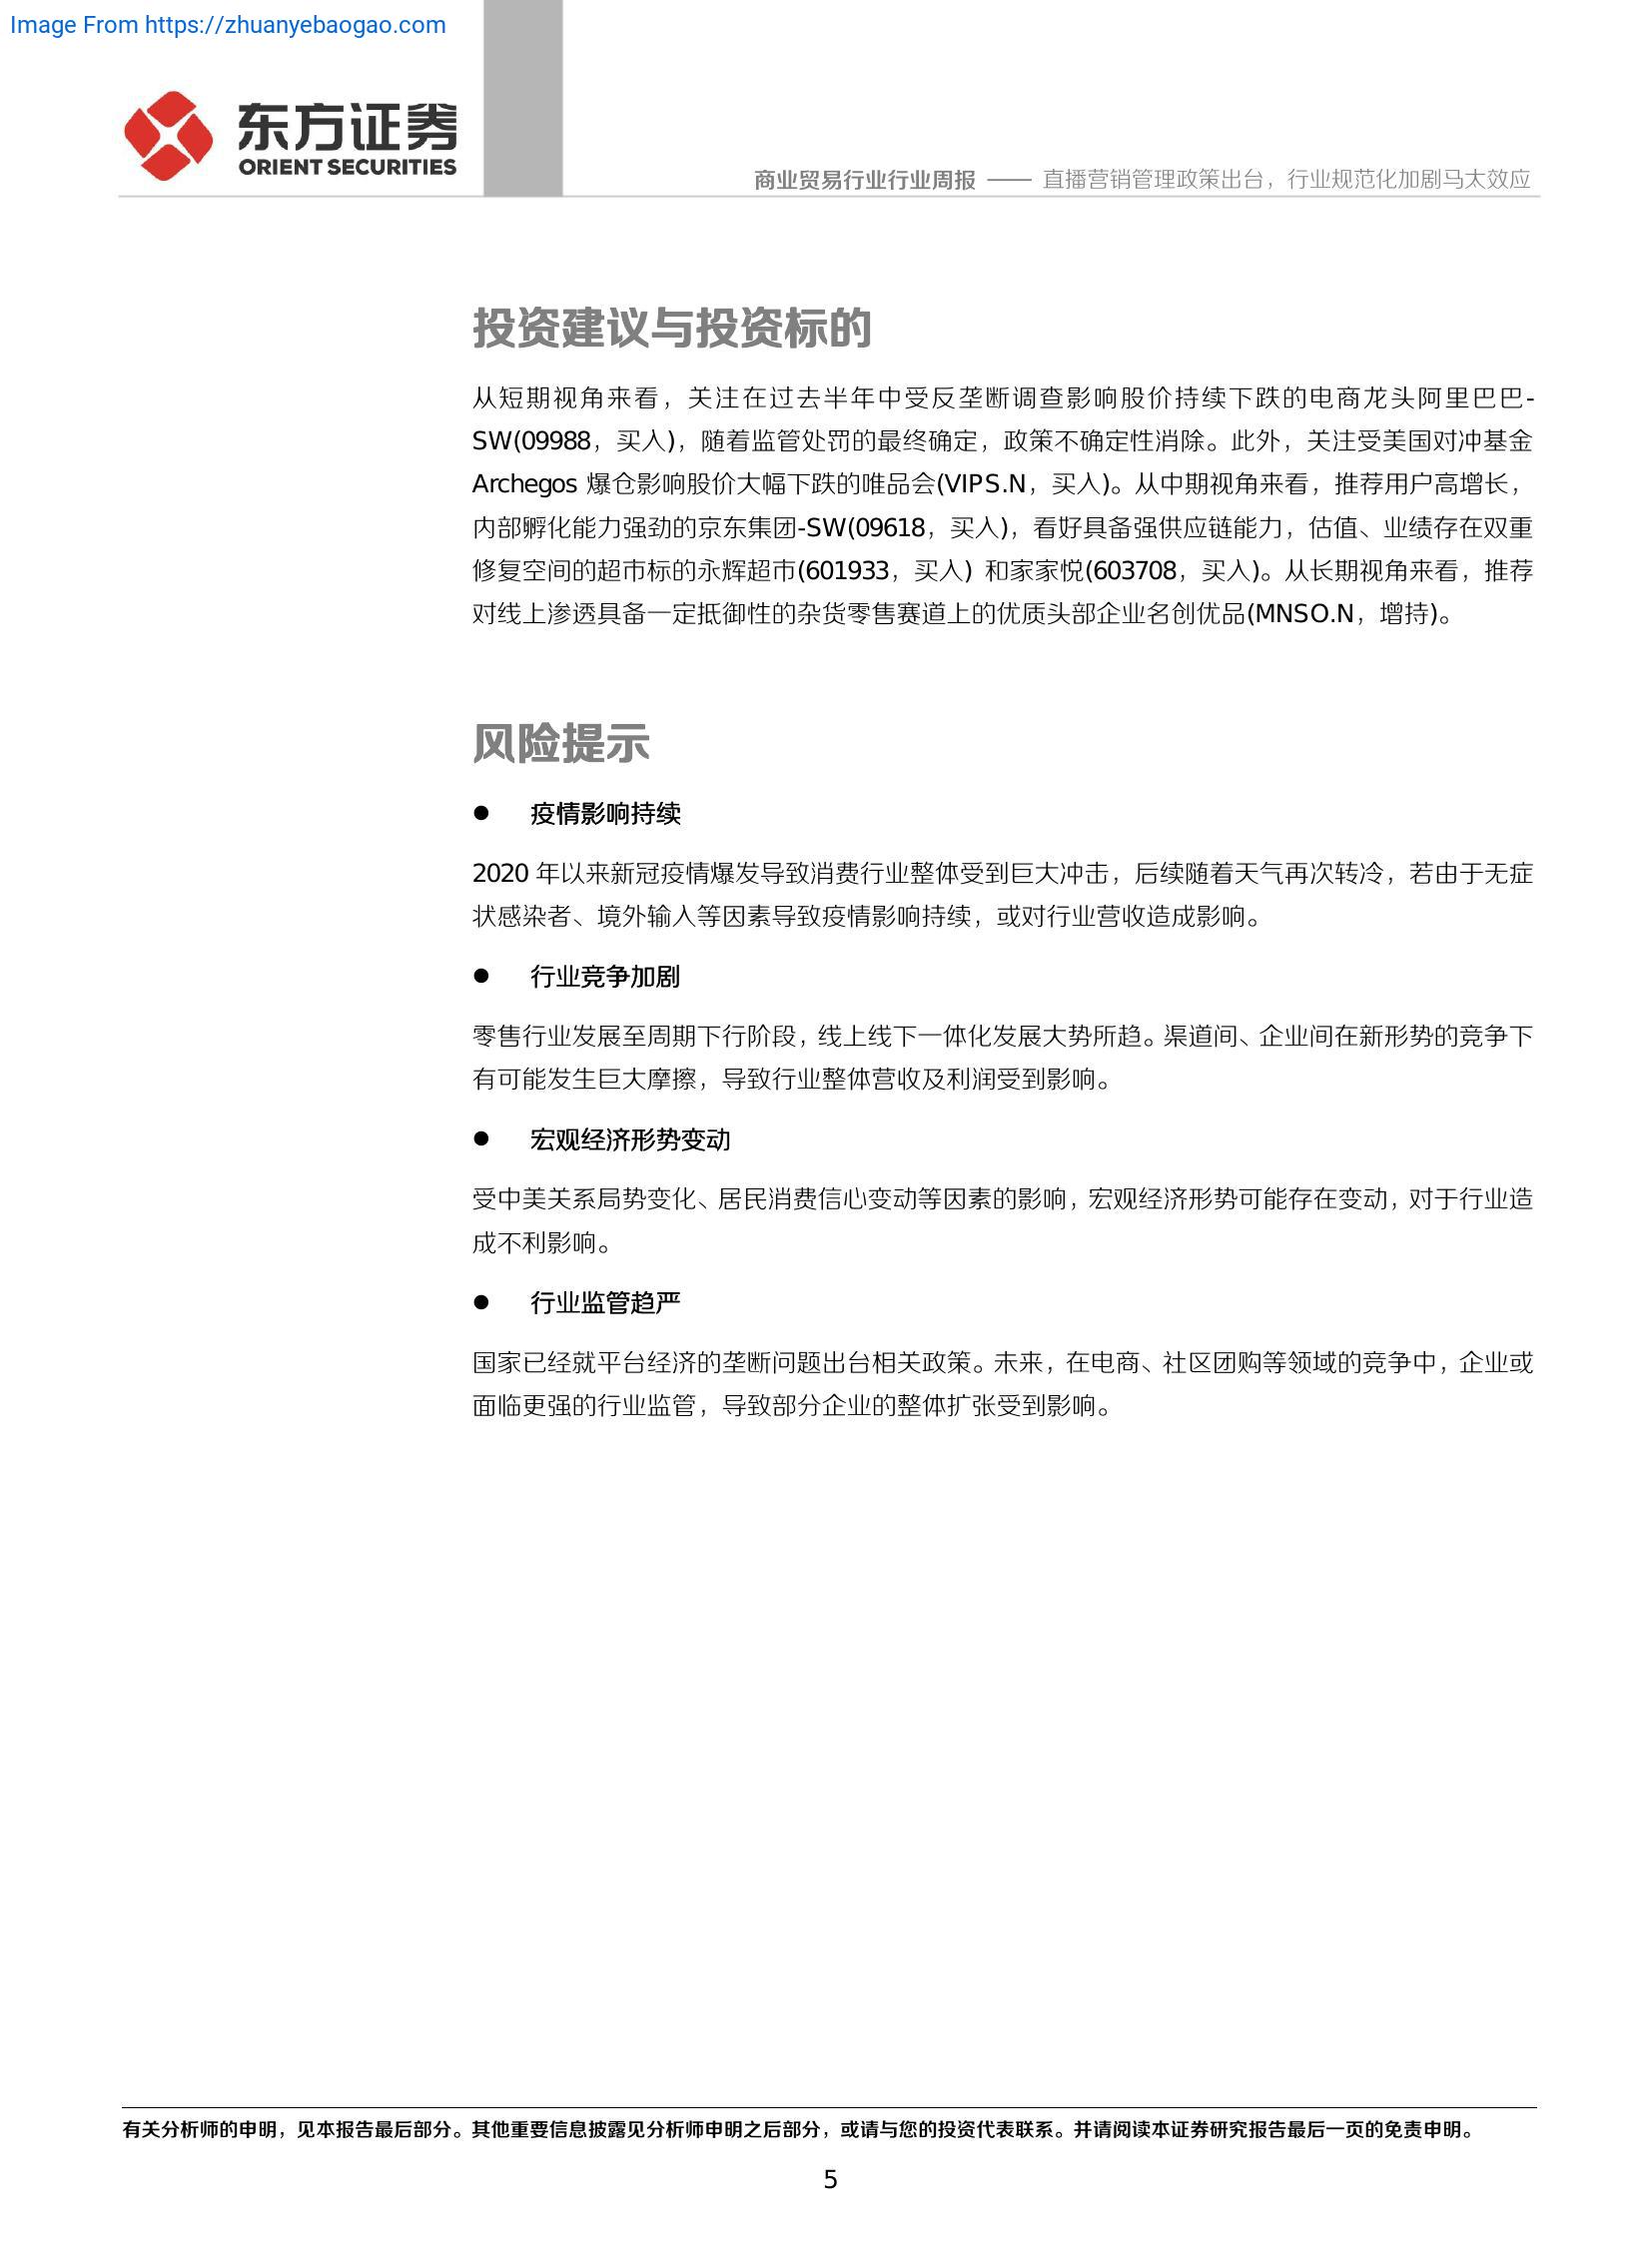 Image From https://zhuanyebaogao.com
东方证券
ORIENT SECURITIES
商业贸易行业行业周报 —— 直播营销管理政策出台，行业规范化加剧马太效应
投资建议与投资标的
从短期视角来看，关注在过去半年中受反垄断调查影响股价持续下跌的电商龙头阿里巴巴-
SW(09988，买入)，随着监管处罚的最终确定，政策不确定性消除。此外，关注受美国对冲基金
Archegos 爆仓影响股价大幅下跌的唯品会(VIPS.N，买入)。从中期视角来看，推荐用户高增长，
内部孵化能力强劲的京东集团-SW(09618，买入)，看好具备强供应链能力，估值、业绩存在双重
修复空间的超市标的永辉超市(601933，买入) 和家家悦(603708，买入)。从长期视角来看，推荐
对线上渗透具备一定抵御性的杂货零售赛道上的优质头部企业名创优品(MNSO.N，增持)。
风险提示
● 疫情影响持续
2020 年以来新冠疫情爆发导致消费行业整体受到巨大冲击，后续随着天气再次转冷，若由于无症
状感染者、境外输入等因素导致疫情影响持续，或对行业营收造成影响。
● 行业竞争加剧
零售行业发展至周期下行阶段，线上线下一体化发展大势所趋。渠道间、企业间在新形势的竞争下
有可能发生巨大摩擦，导致行业整体营收及利润受到影响。
● 宏观经济形势变动
受中美关系局势变化、居民消费信心变动等因素的影响，宏观经济形势可能存在变动，对于行业造
成不利影响。
● 行业监管趋严
国家已经就平台经济的垄断问题出台相关政策。未来，在电商、社区团购等领域的竞争中，企业或
面临更强的行业监管，导致部分企业的整体扩张受到影响。
有关分析师的申明，见本报告最后部分。其他重要信息披露见分析师申明之后部分，或请与您的投资代表联系。并请阅读本证券研究报告最后一页的免责申明。
5